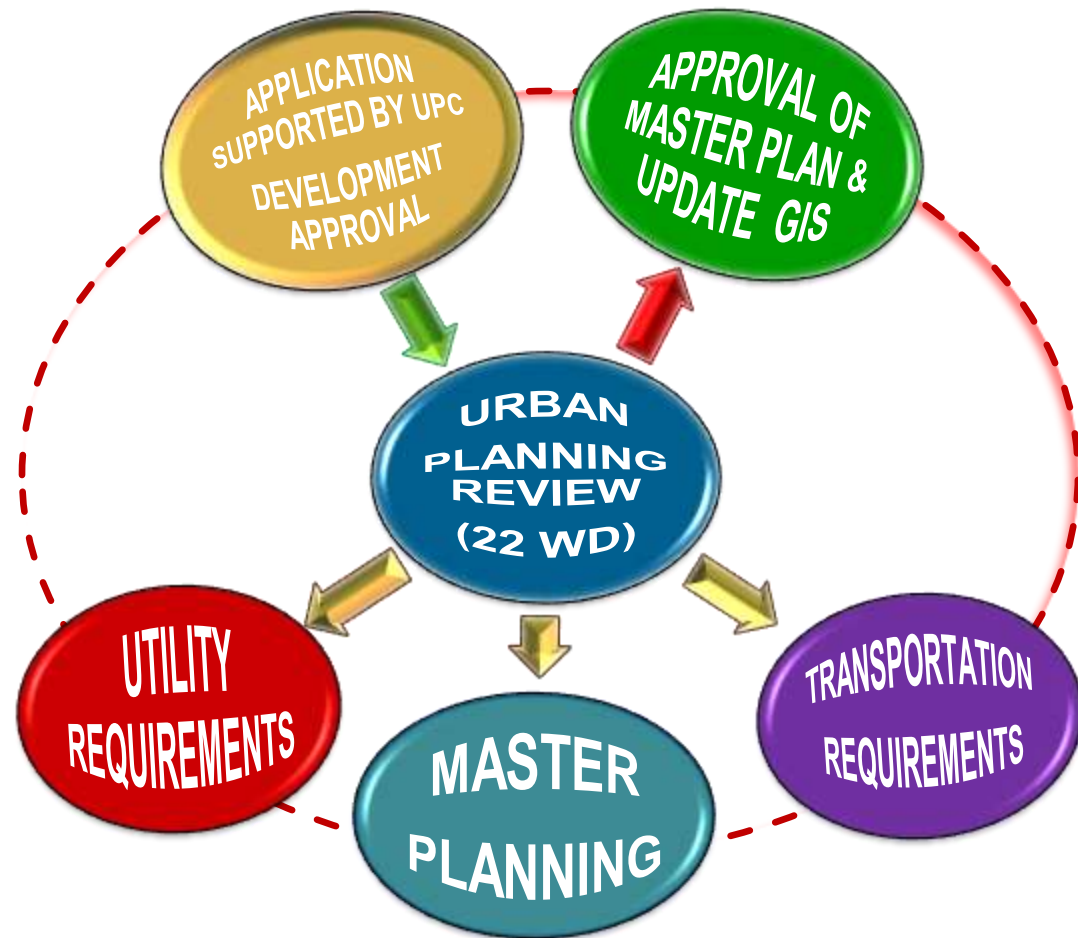 APPLICATION
SUPPORTED BY UPC
DEVELOPMENT
APPROVAL
APPROVAL OF
MASTER PLAN &
UPDATE GIS
URBAN
PLANNING
REVIEW
(22 WD)
UTILITY
REQUIREMENTS
MASTER
PLANNING
TRANSPORTATION
REQUIREMENTS